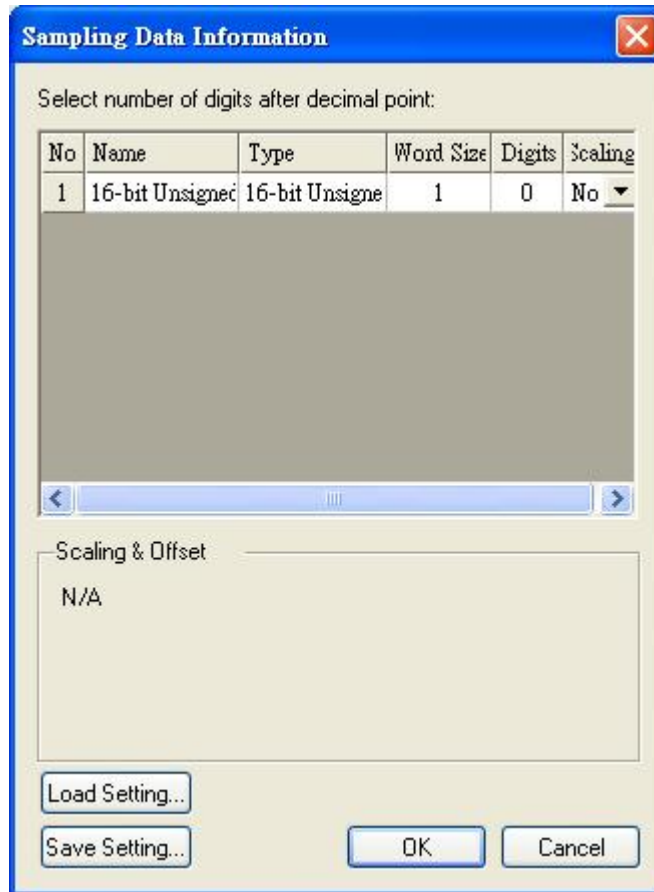 Sampling Data Information
Select number of digits after decimal point:
No Name Type Word Size Digits Scaling
1 16-bit Unsigned 16-bit Unsigne 1 0 No
Scaling & Offset
N/A
Load Setting...
Save Setting... OK Cancel